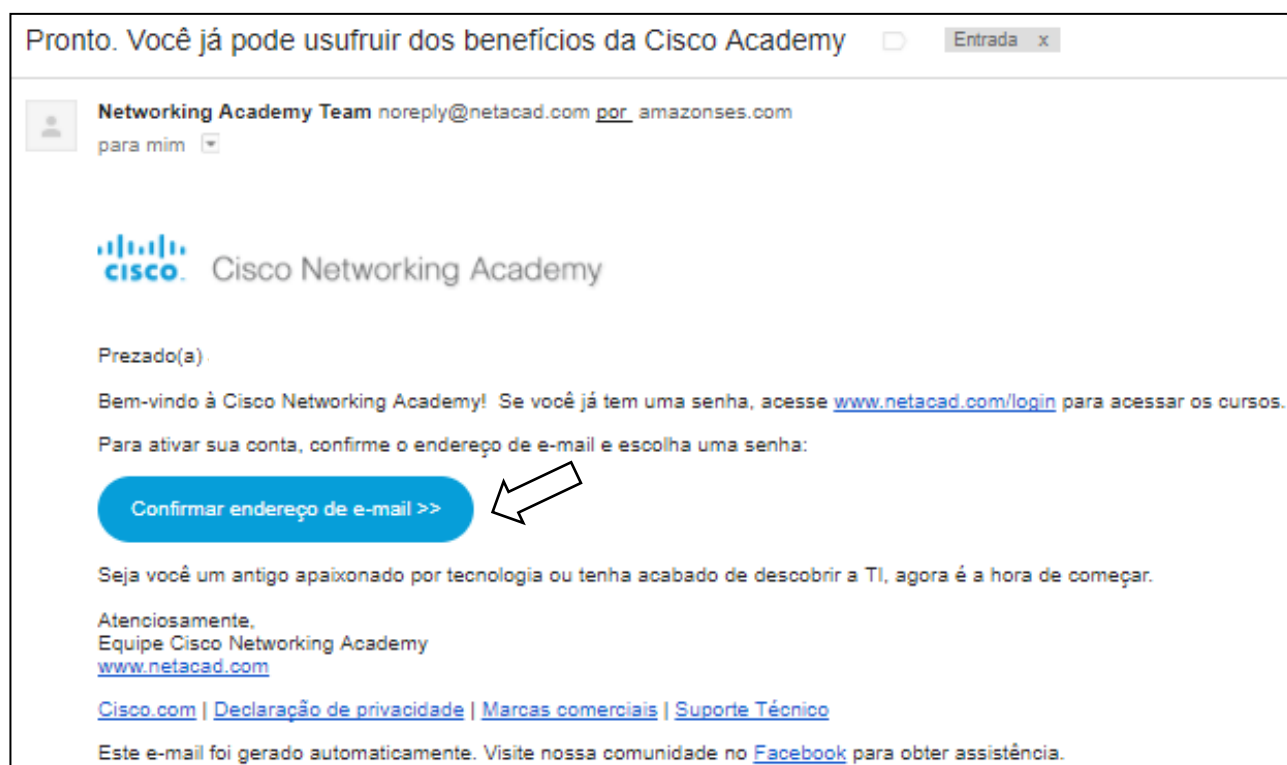 Pronto. Você já pode usufruir dos benefícios da Cisco Academy Entrada x
Networking Academy Team noreply@netacad.com por amazonses.com
para mim
CISCO. Cisco Networking Academy
Prezado(a)
Bem-vindo à Cisco Networking Academy! Se você já tem uma senha, acesse www.netacad.com/login para acessar os cursos.
Para ativar sua conta, confirme o endereço de e-mail e escolha uma senha:
Confirmar endereço de e-mail >>
Seja você um antigo apaixonado por tecnologia ou tenha acabado de descobrir a TI, agora é a hora de começar.
Atenciosamente,
Equipe Cisco Networking Academy
www.netacad.com
Cisco.com | Declaração de privacidade | Marcas comerciais | Suporte Técnico
Este e-mail foi gerado automaticamente. Visite nossa comunidade no Facebook para obter assistência.